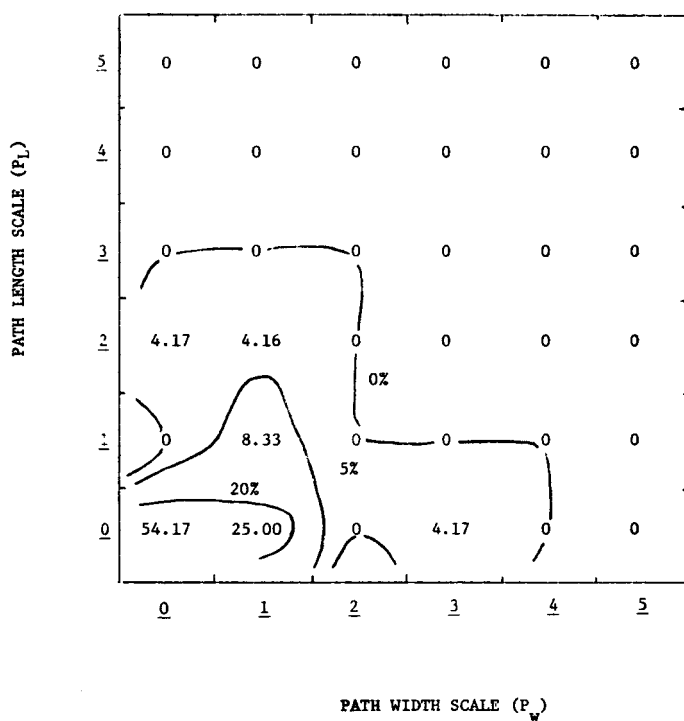 5 0 0 0 0 0 0
4 0 0 0 0 0 0
PATH LENGTH SCALE (PL)
3 0 0 0 0 0 0
2 4.17 4.16 0 0 0 0
0%
1 0 8.33 0 0 0 0
5%
20%
0 54.17 25.00 0 4.17 0 0
0 1 2 3 4 5
PATH WIDTH SCALE (Pw)